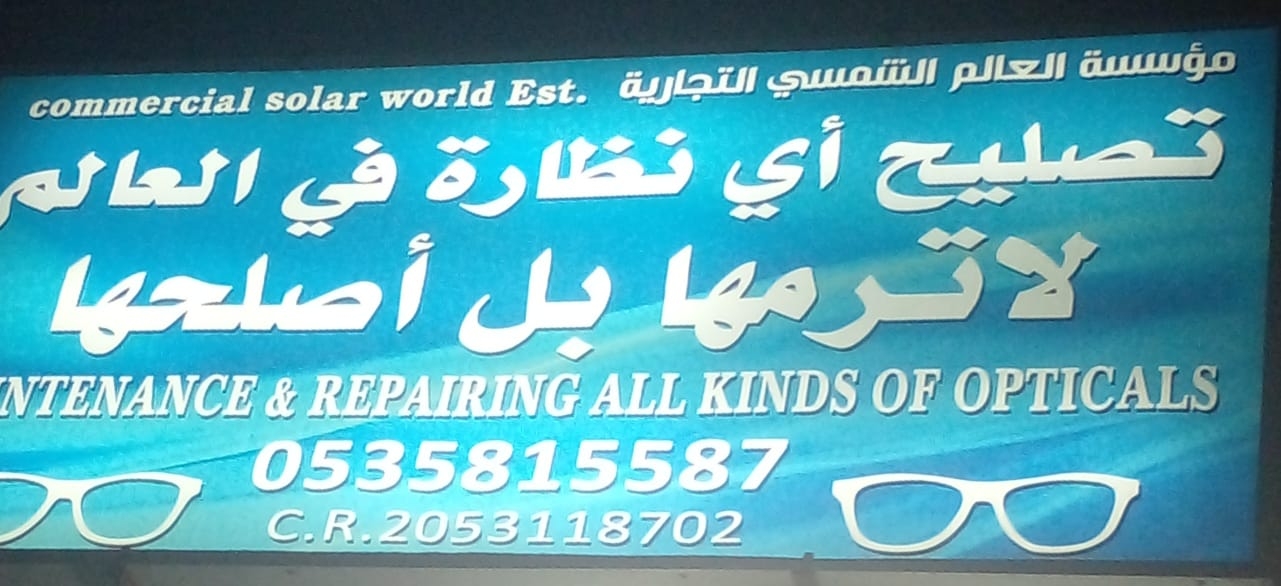 مؤسسة العالم الشمسي التجارية
commercial solar world Est.
تصليح أي نظارة في العالم
لاترمها بل أصلحها
INTENANCE & REPAIRING ALL KINDS OF OPTICALS
0535815587
C.R.2053118702